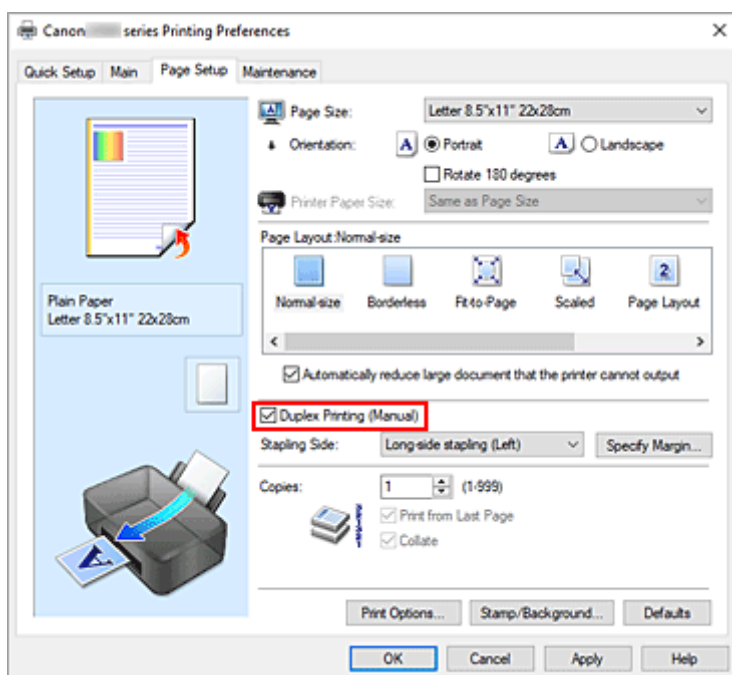 Canon series Printing Preferences
Quick Setup Main Page Setup Maintenance
Page Size: Letter 8.5"x11" 22x28cm
Orientation: A Portrait A Landscape
Rotate 180 degrees
Printer Paper Size: Same as Page Size
Page Layout:Normal-size
2
Normal-size Borderless Fit-to-Page Scaled Page Layout
Plain Paper
Letter 8.5"x11" 22x28cm
Automatically reduce large document that the printer cannot output
Duplex Printing (Manual)
Stapling Side: Long-side stapling (Left) Specify Margin...
Copies: 1 (1-999)
Print from Last Page
Collate
A
Print Options... Stamp/Background... Defaults
OK Cancel Apply Help